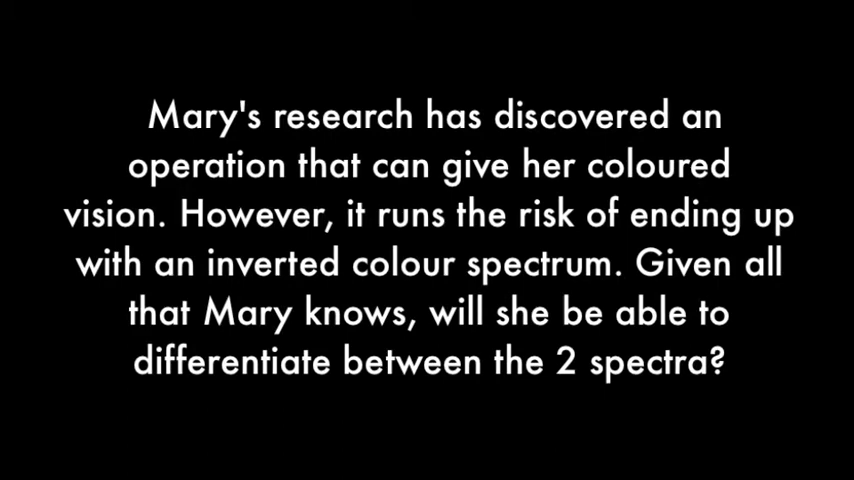 Mary's research has discovered an
operation that can give her coloured
vision. However, it runs the risk of ending up
with an inverted colour spectrum. Given all
that Mary knows, will she be able to
differentiate between the 2 spectra?